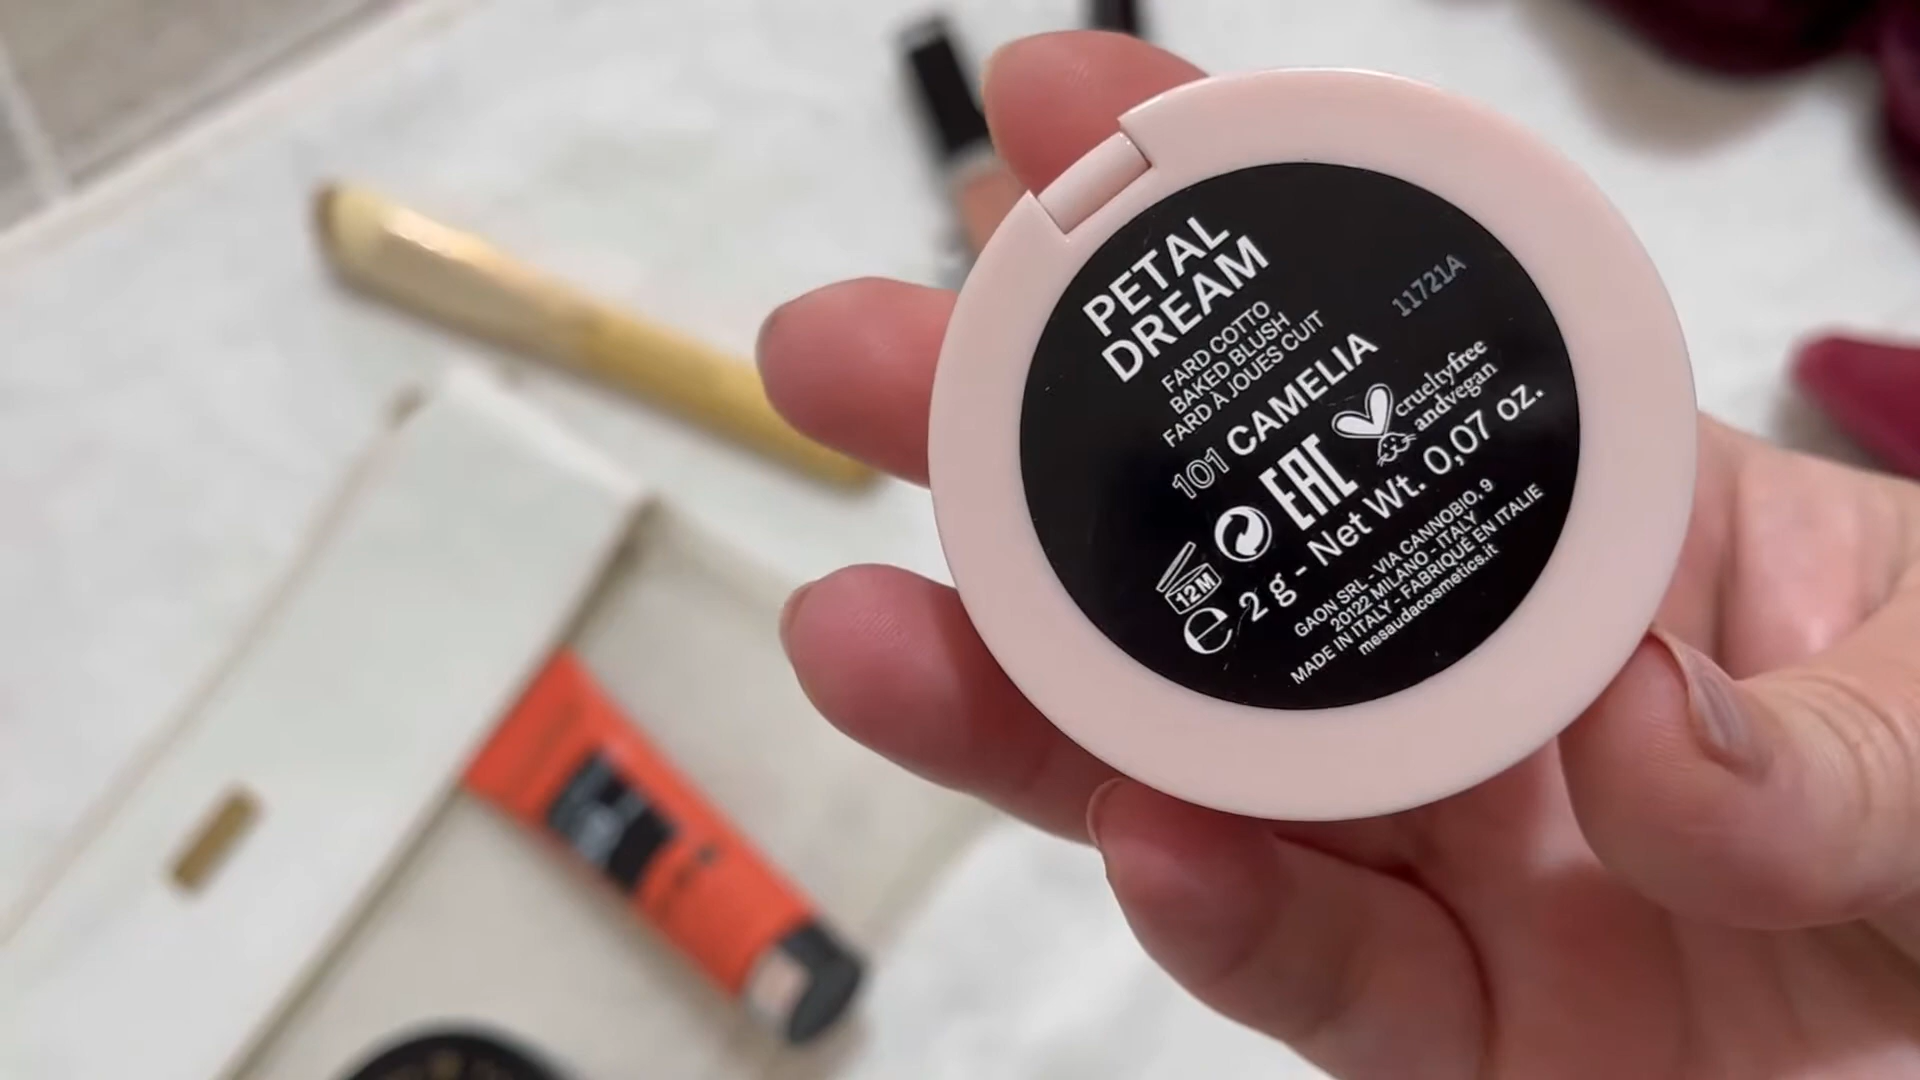 PETAL
DREAM
FARD COTTO
BAKED BLUSH
FARD À JOUES CUIT
11721A
101 CAMELIA
crueltyfree
andvegan
EAC
12M
e 2 g - Net Wt. 0,07 oz.
GAON SRL - VIA CANNOBIO, 9
20122 MILANO - ITALY
MADE IN ITALY - FABRIQUÉ EN ITALIE
mesaudacosmetics.it